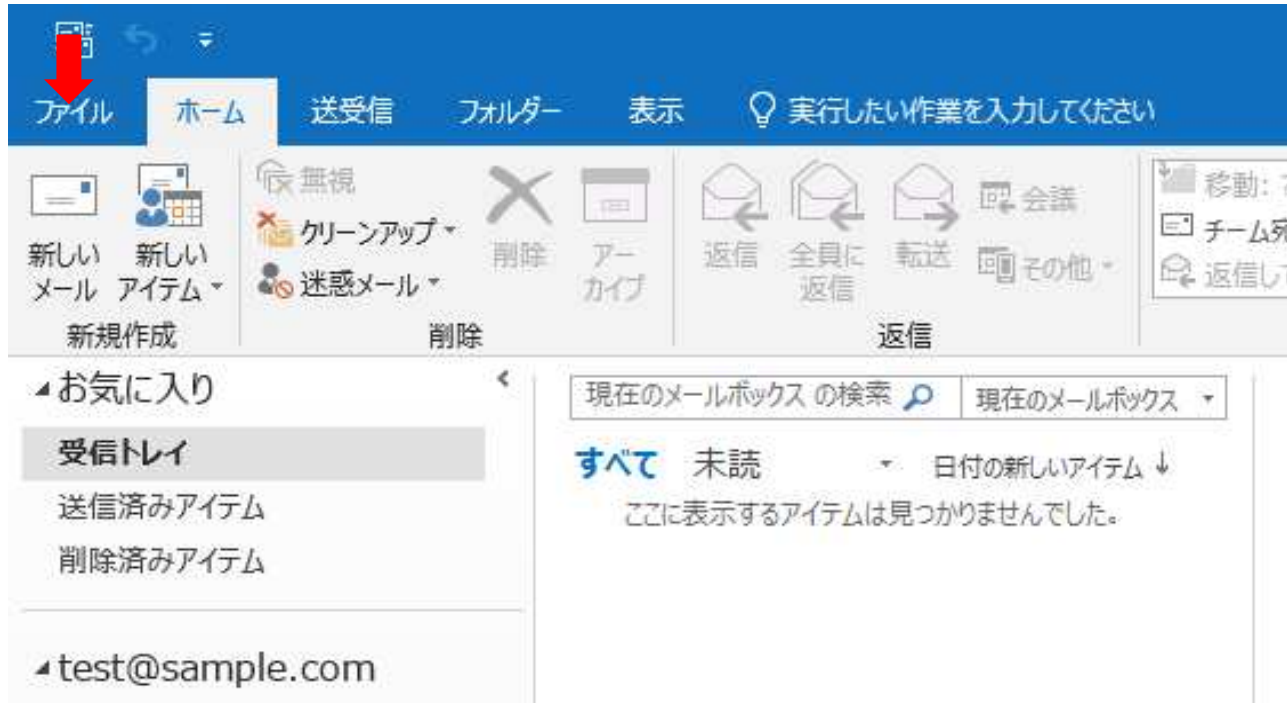 ファイル ホーム 送受信 フォルダー 表示 実行したい作業を入力してください
無視
クリーンアップ
迷惑メール
新しい
メール
新しい
アイテム
削除
アー
カイブ
返信
全員に
返信
転送
会議
その他
移動:
チーム宛
返信し
新規作成 削除 返信
お気に入り
受信トレイ
送信済みアイテム
削除済みアイテム
test@sample.com
現在のメールボックス の検索 現在のメールボックス
すべて 未読 日付の新しいアイテム ↓
ここに表示するアイテムは見つかりませんでした。